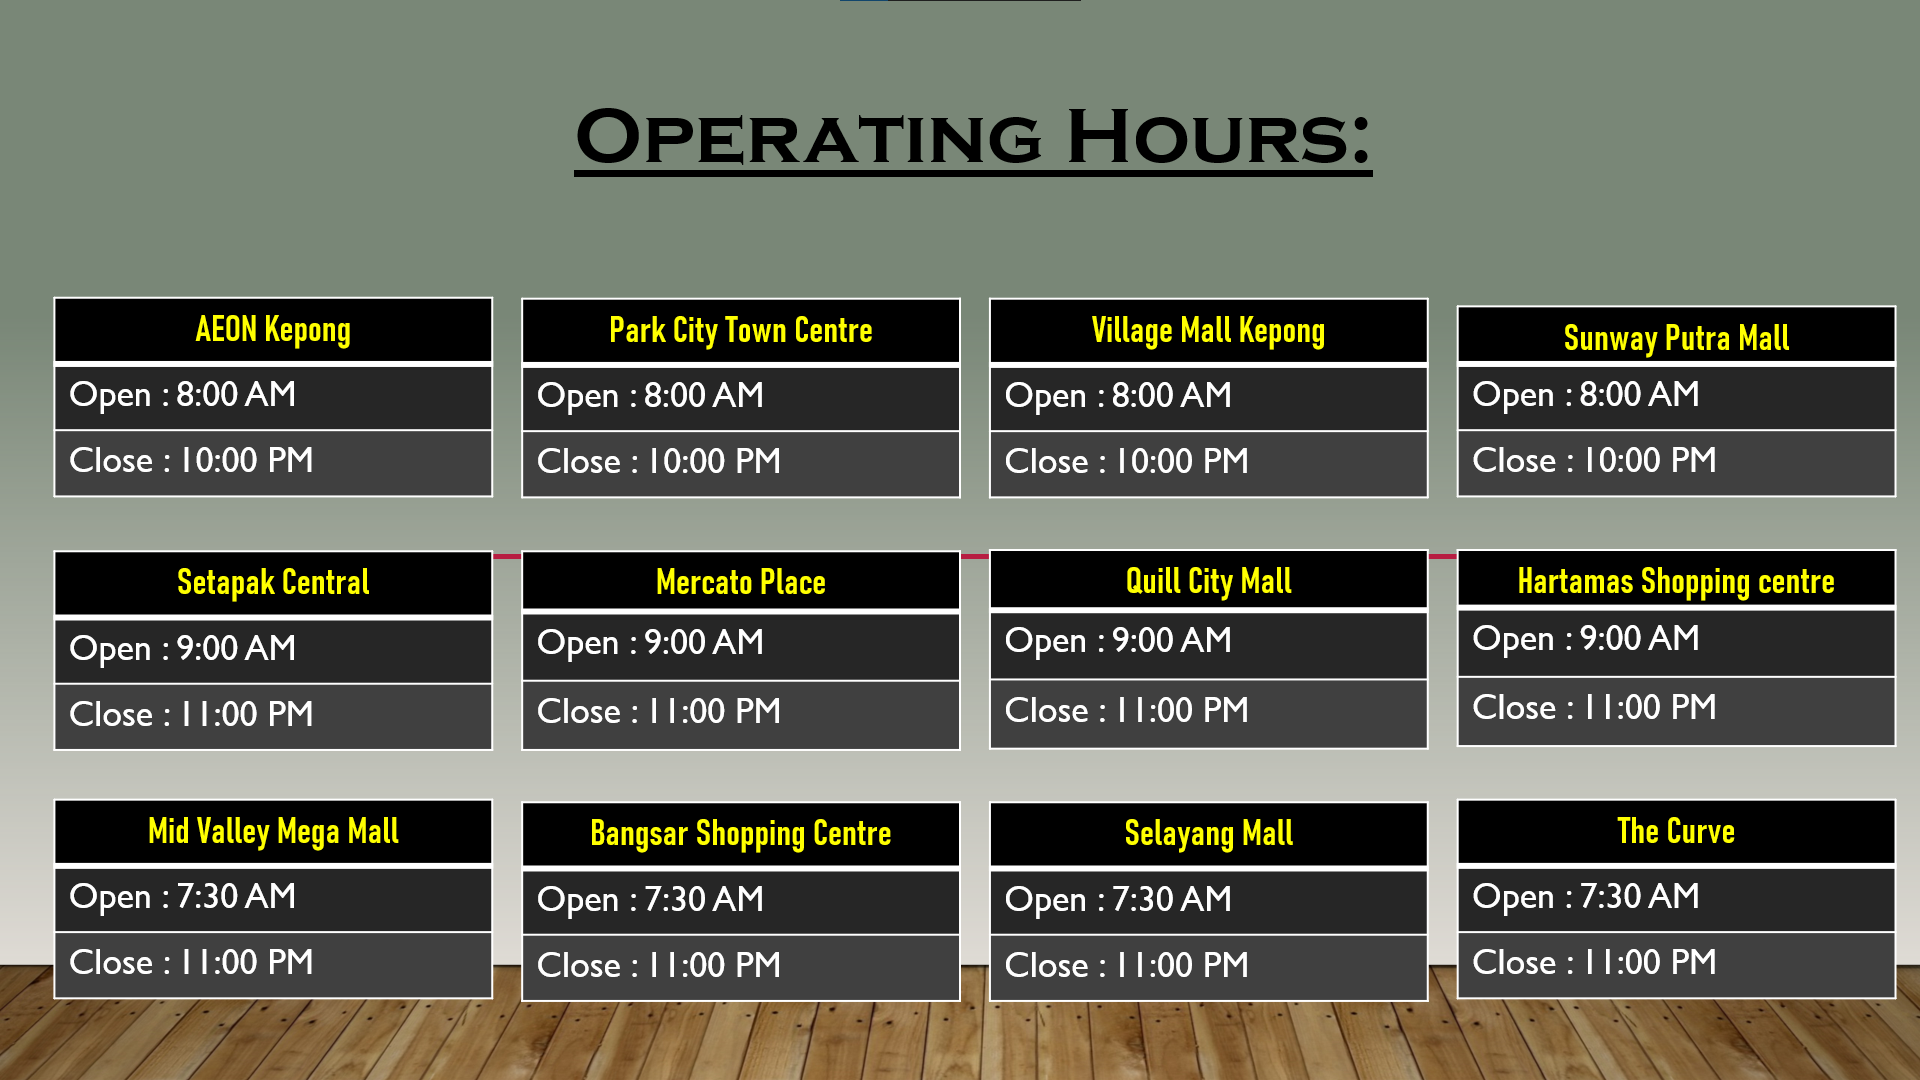 Operating Hours:
AEON Kepong
Open : 8:00 AM
Close : 10:00 PM
Park City Town Centre
Open : 8:00 AM
Close : 10:00 PM
Village Mall Kepong
Open : 8:00 AM
Close : 10:00 PM
Sunway Putra Mall
Open : 8:00 AM
Close : 10:00 PM
Setapak Central
Open : 9:00 AM
Close : 11:00 PM
Mercato Place
Open : 9:00 AM
Close : 11:00 PM
Quill City Mall
Open : 9:00 AM
Close : 11:00 PM
Hartamas Shopping centre
Open : 9:00 AM
Close : 11:00 PM
Mid Valley Mega Mall
Open : 7:30 AM
Close : 11:00 PM
Bangsar Shopping Centre
Open : 7:30 AM
Close : 11:00 PM
Selayang Mall
Open : 7:30 AM
Close : 11:00 PM
The Curve
Open : 7:30 AM
Close : 11:00 PM